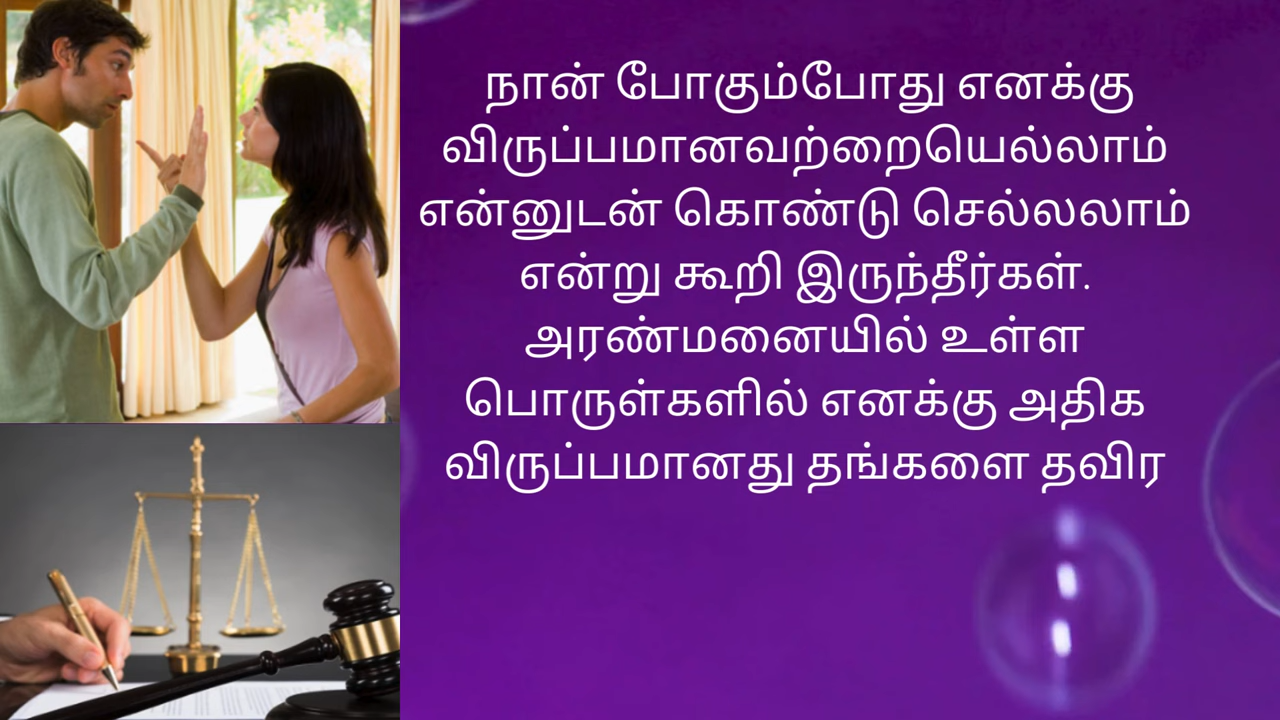 நான் போகும்போது எனக்கு
விருப்பமானவற்றையெல்லாம்
என்னுடன் கொண்டு செல்லலாம்
என்று கூறி இருந்தீர்கள்.
அரண்மனையில் உள்ள
பொருள்களில் எனக்கு அதிக
விருப்பமானது தங்களை தவிர